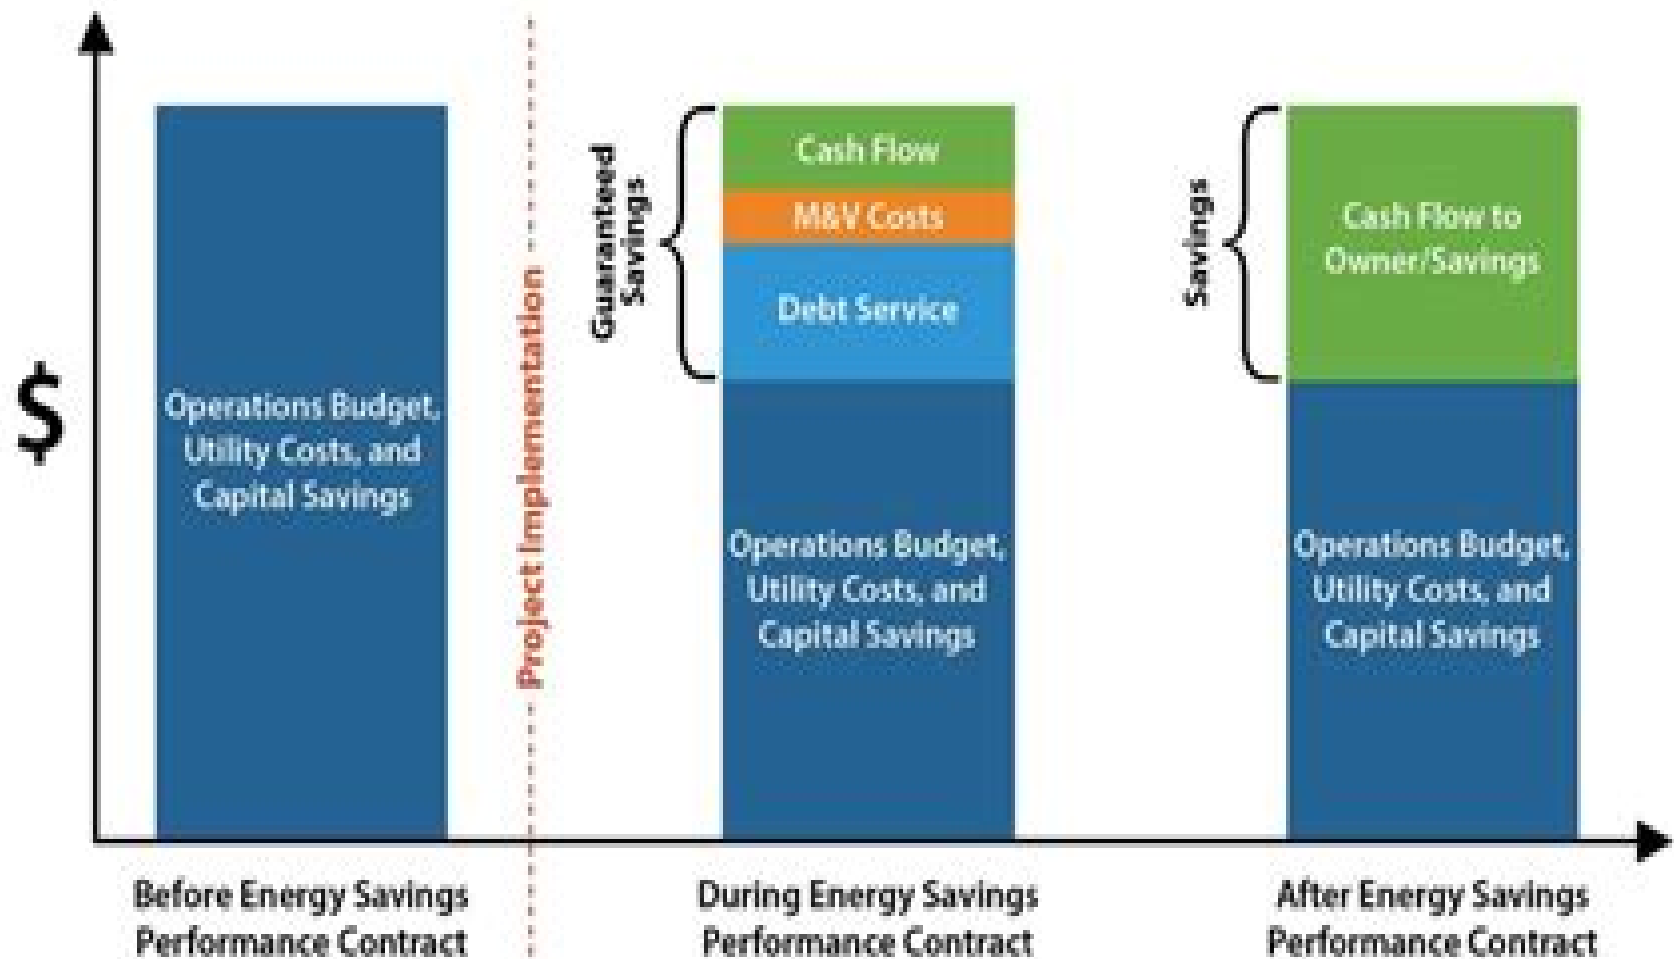 $
Operations Budget,
Utility Costs, and
Capital Savings
Project Implementation
Guaranteed
Savings
Cash Flow
M&V Costs
Debt Service
Operations Budget,
Utility Costs, and
Capital Savings
Savings
Cash Flow to
Owner/Savings
Operations Budget,
Utility Costs, and
Capital Savings
Before Energy Savings
Performance Contract
During Energy Savings
Performance Contract
After Energy Savings
Performance Contract